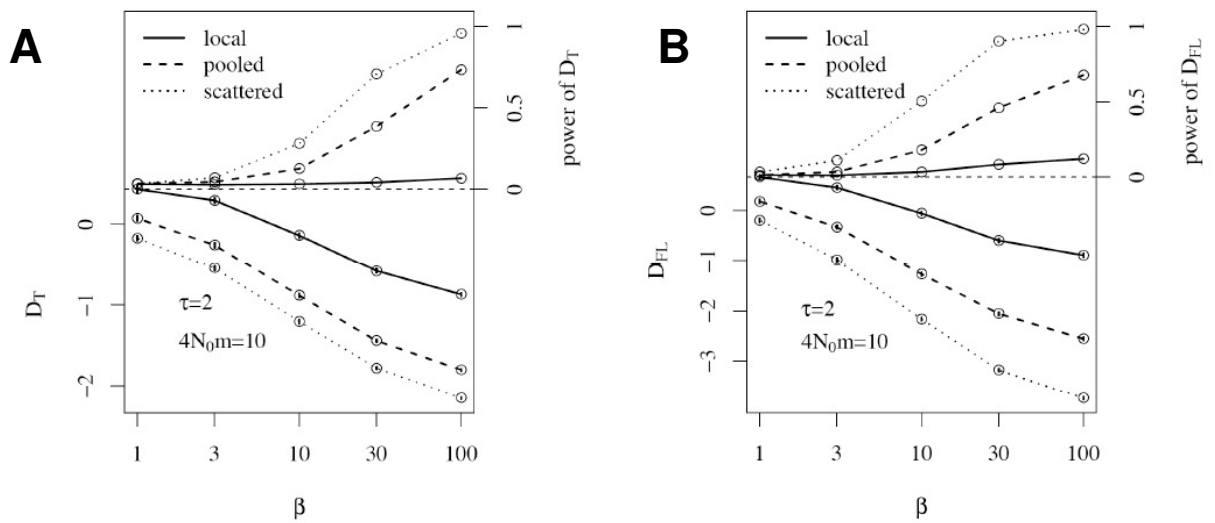 A
local
pooled
scattered
1
0.5
0
power of D_T
0
−1
−2
D_T
τ=2
4N₀m=10
1 3 10 30 100
β
B
local
pooled
scattered
1
0.5
0
power of D_FL
0
−1
−2
−3
D_FL
τ=2
4N₀m=10
1 3 10 30 100
β